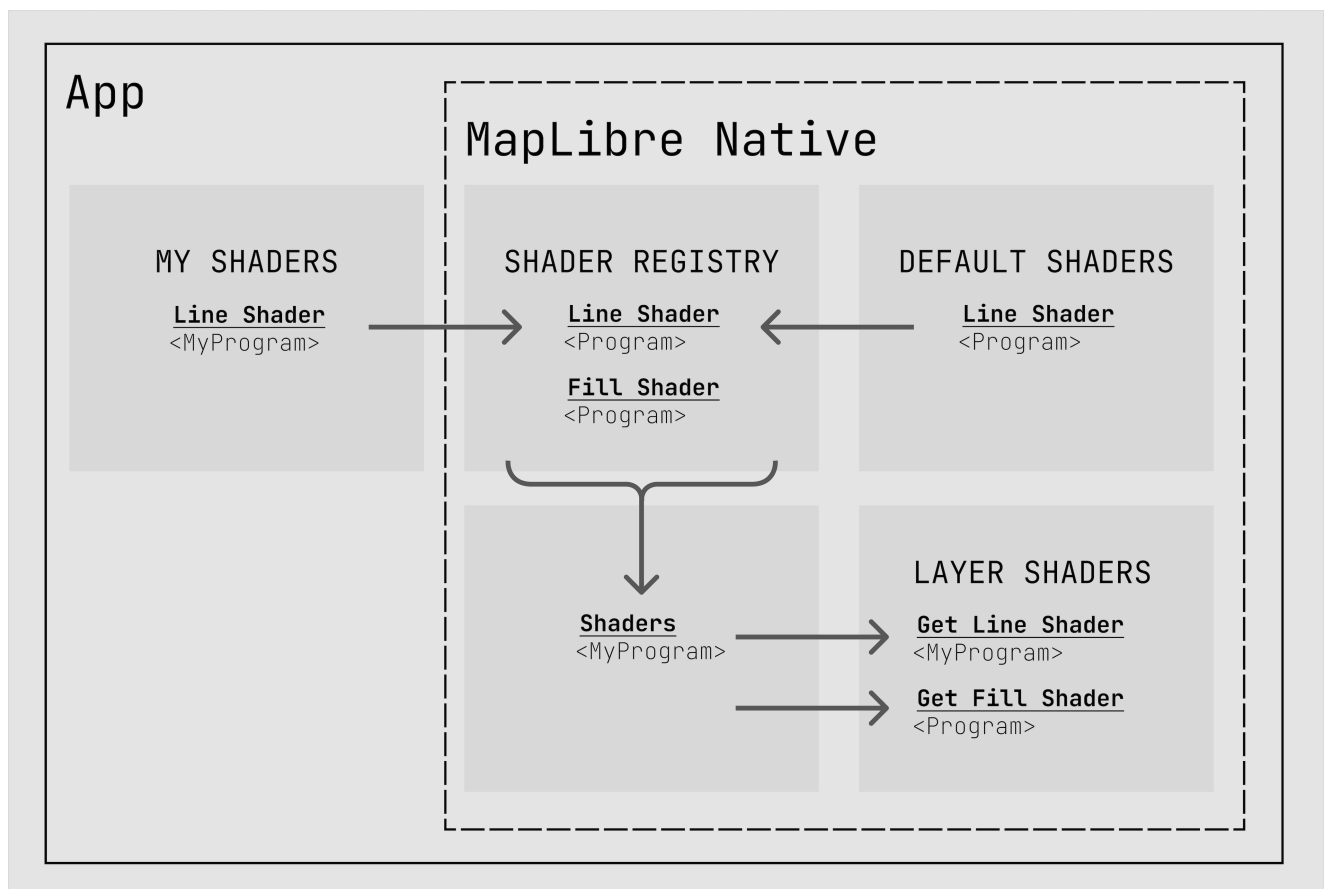 App
MapLibre Native
MY SHADERS
Line Shader
<MyProgram>
SHADER REGISTRY
Line Shader
<Program>
Fill Shader
<Program>
DEFAULT SHADERS
Line Shader
<Program>
Shaders
<MyProgram>
LAYER SHADERS
Get Line Shader
<MyProgram>
Get Fill Shader
<Program>